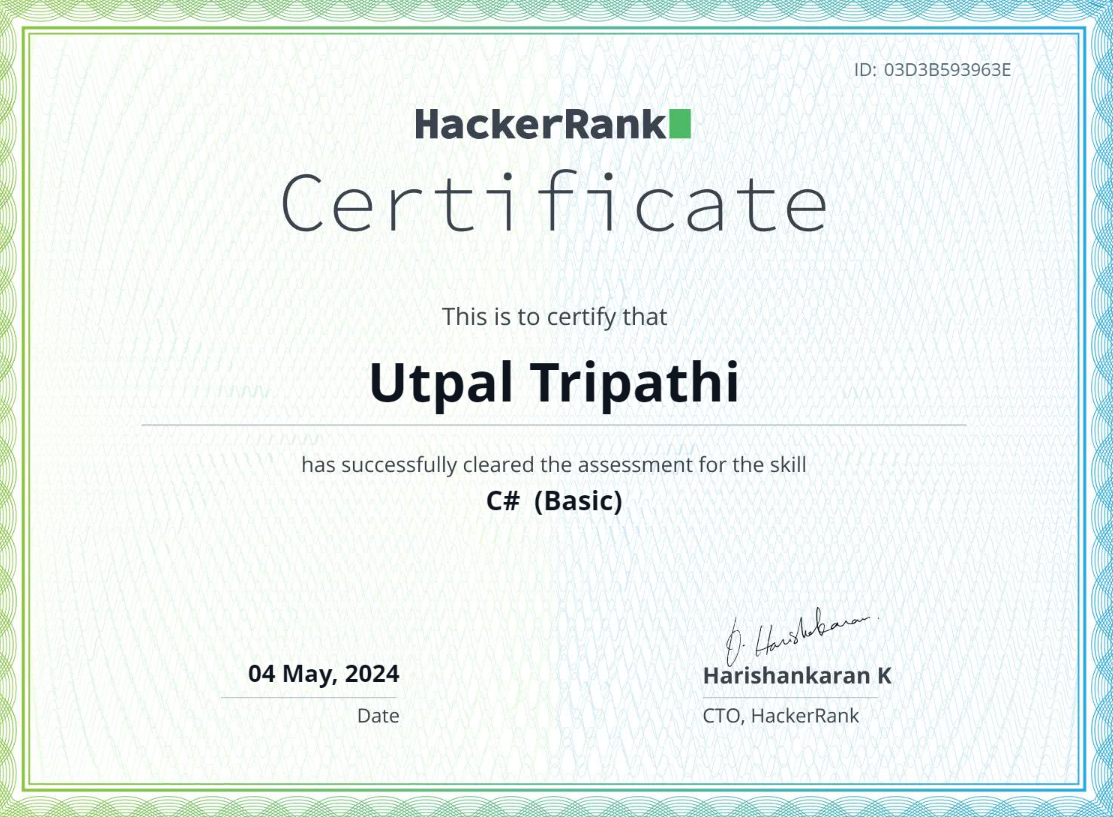 ID: 03D3B593963E
HackerRank
Certificate
This is to certify that
Utpal Tripathi
has successfully cleared the assessment for the skill
C# (Basic)
04 May, 2024
Date
Harishankaran K
CTO, HackerRank